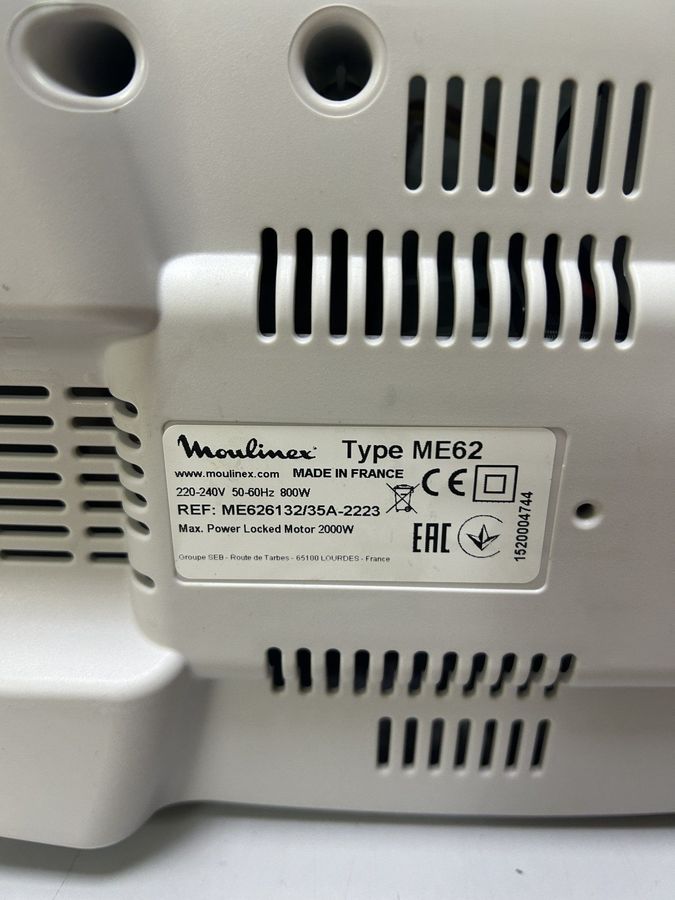 Moulinex Type ME62
www.moulinex.com MADE IN FRANCE
220-240V 50-60Hz 800W
REF: ME626132/35A-2223
Max. Power Locked Motor 2000W
Groupe SEB - Route de Tarbes - 65100 LOURDES - France
CE
EAC
1520004744